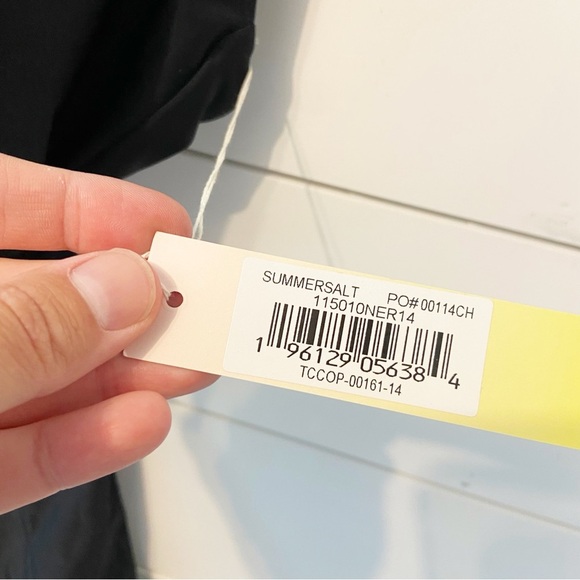 SUMMERSALT PO# 00114CH
115010NER14
1 96129 05638 4
TCCOP-00161-14